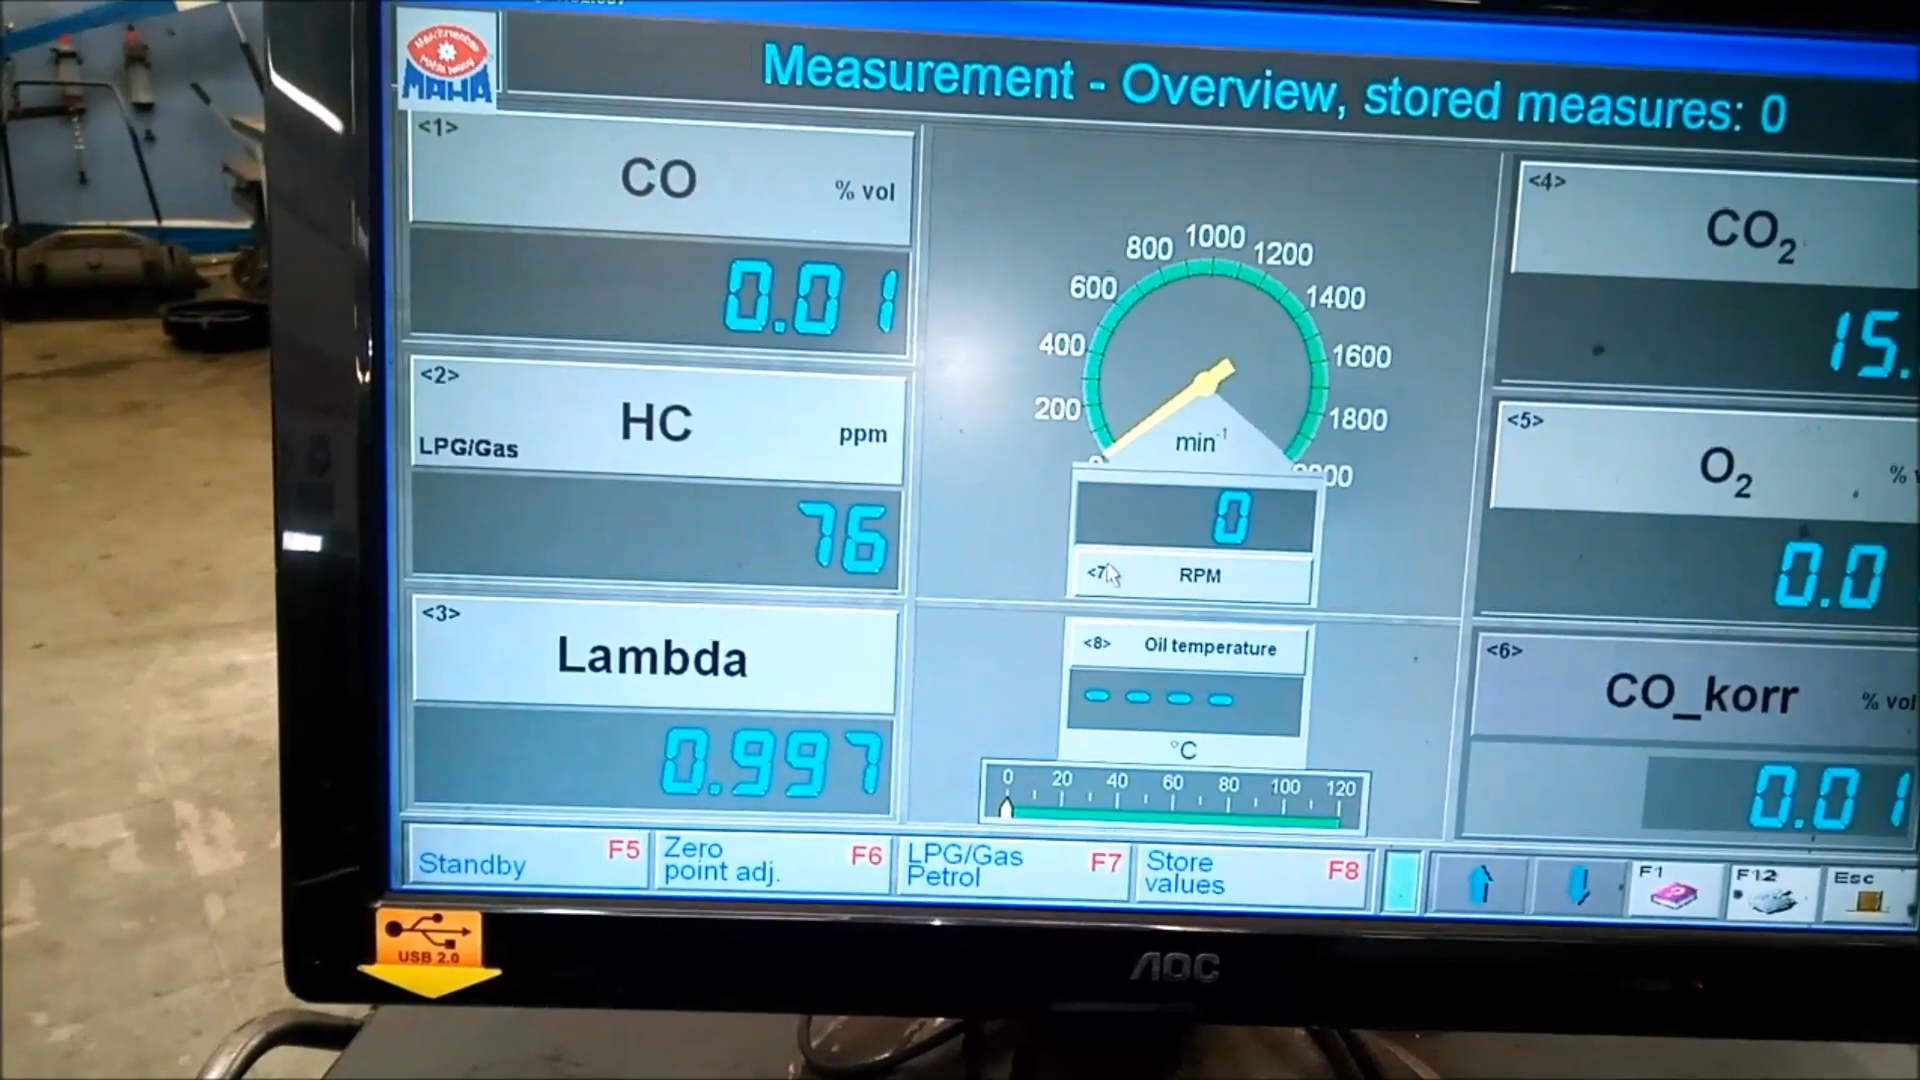 MAHA
Measurement - Overview, stored measures: 0
<1>
CO
% vol
0.01
<2>
HC
LPG/Gas
ppm
76
<3>
Lambda
0.997
200
400
600
800
1000
1200
1400
1600
1800
min-1
0
<7>
RPM
<8>
Oil temperature
----
°C
0 20 40 60 80 100 120
<4>
CO2
15.
<5>
O2
%
0.0
<6>
CO_korr
% vol
0.01
Standby
F5
Zero
point adj.
F6
LPG/Gas
Petrol
F7
Store
values
F8
F1
F12
Esc
USB 2.0
AOC